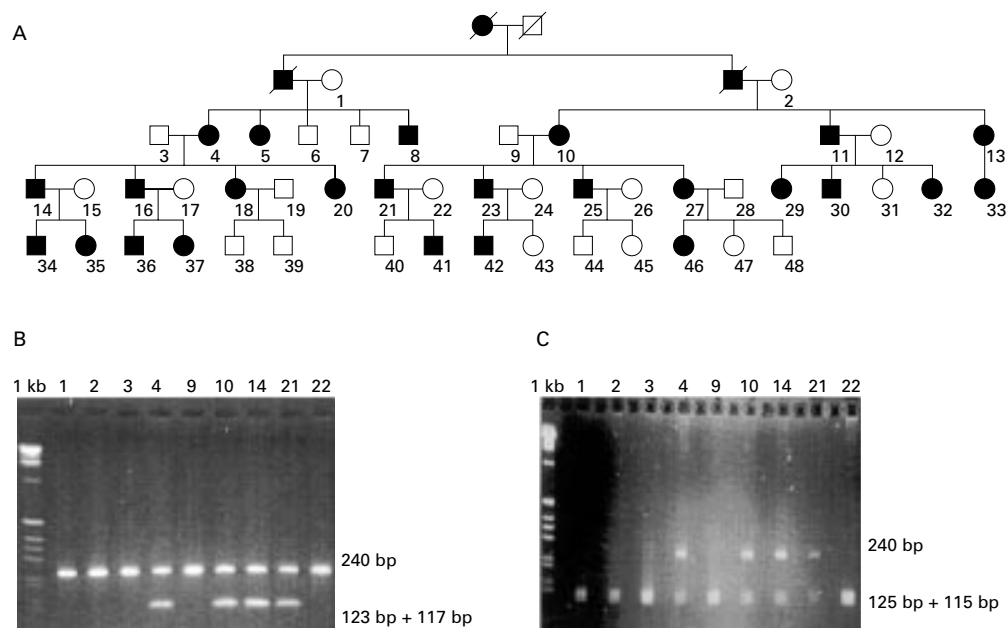 A
1
2
3 4 5 6 7 8 9 10 11 12 13
14 15 16 17 18 19 20 21 22 23 24 25 26 27 28 29 30 31 32 33
34 35 36 37 38 39 40 41 42 43 44 45 46 47 48
B
1 kb 1 2 3 4 9 10 14 21 22
240 bp
123 bp + 117 bp
C
1 kb 1 2 3 4 9 10 14 21 22
240 bp
125 bp + 115 bp